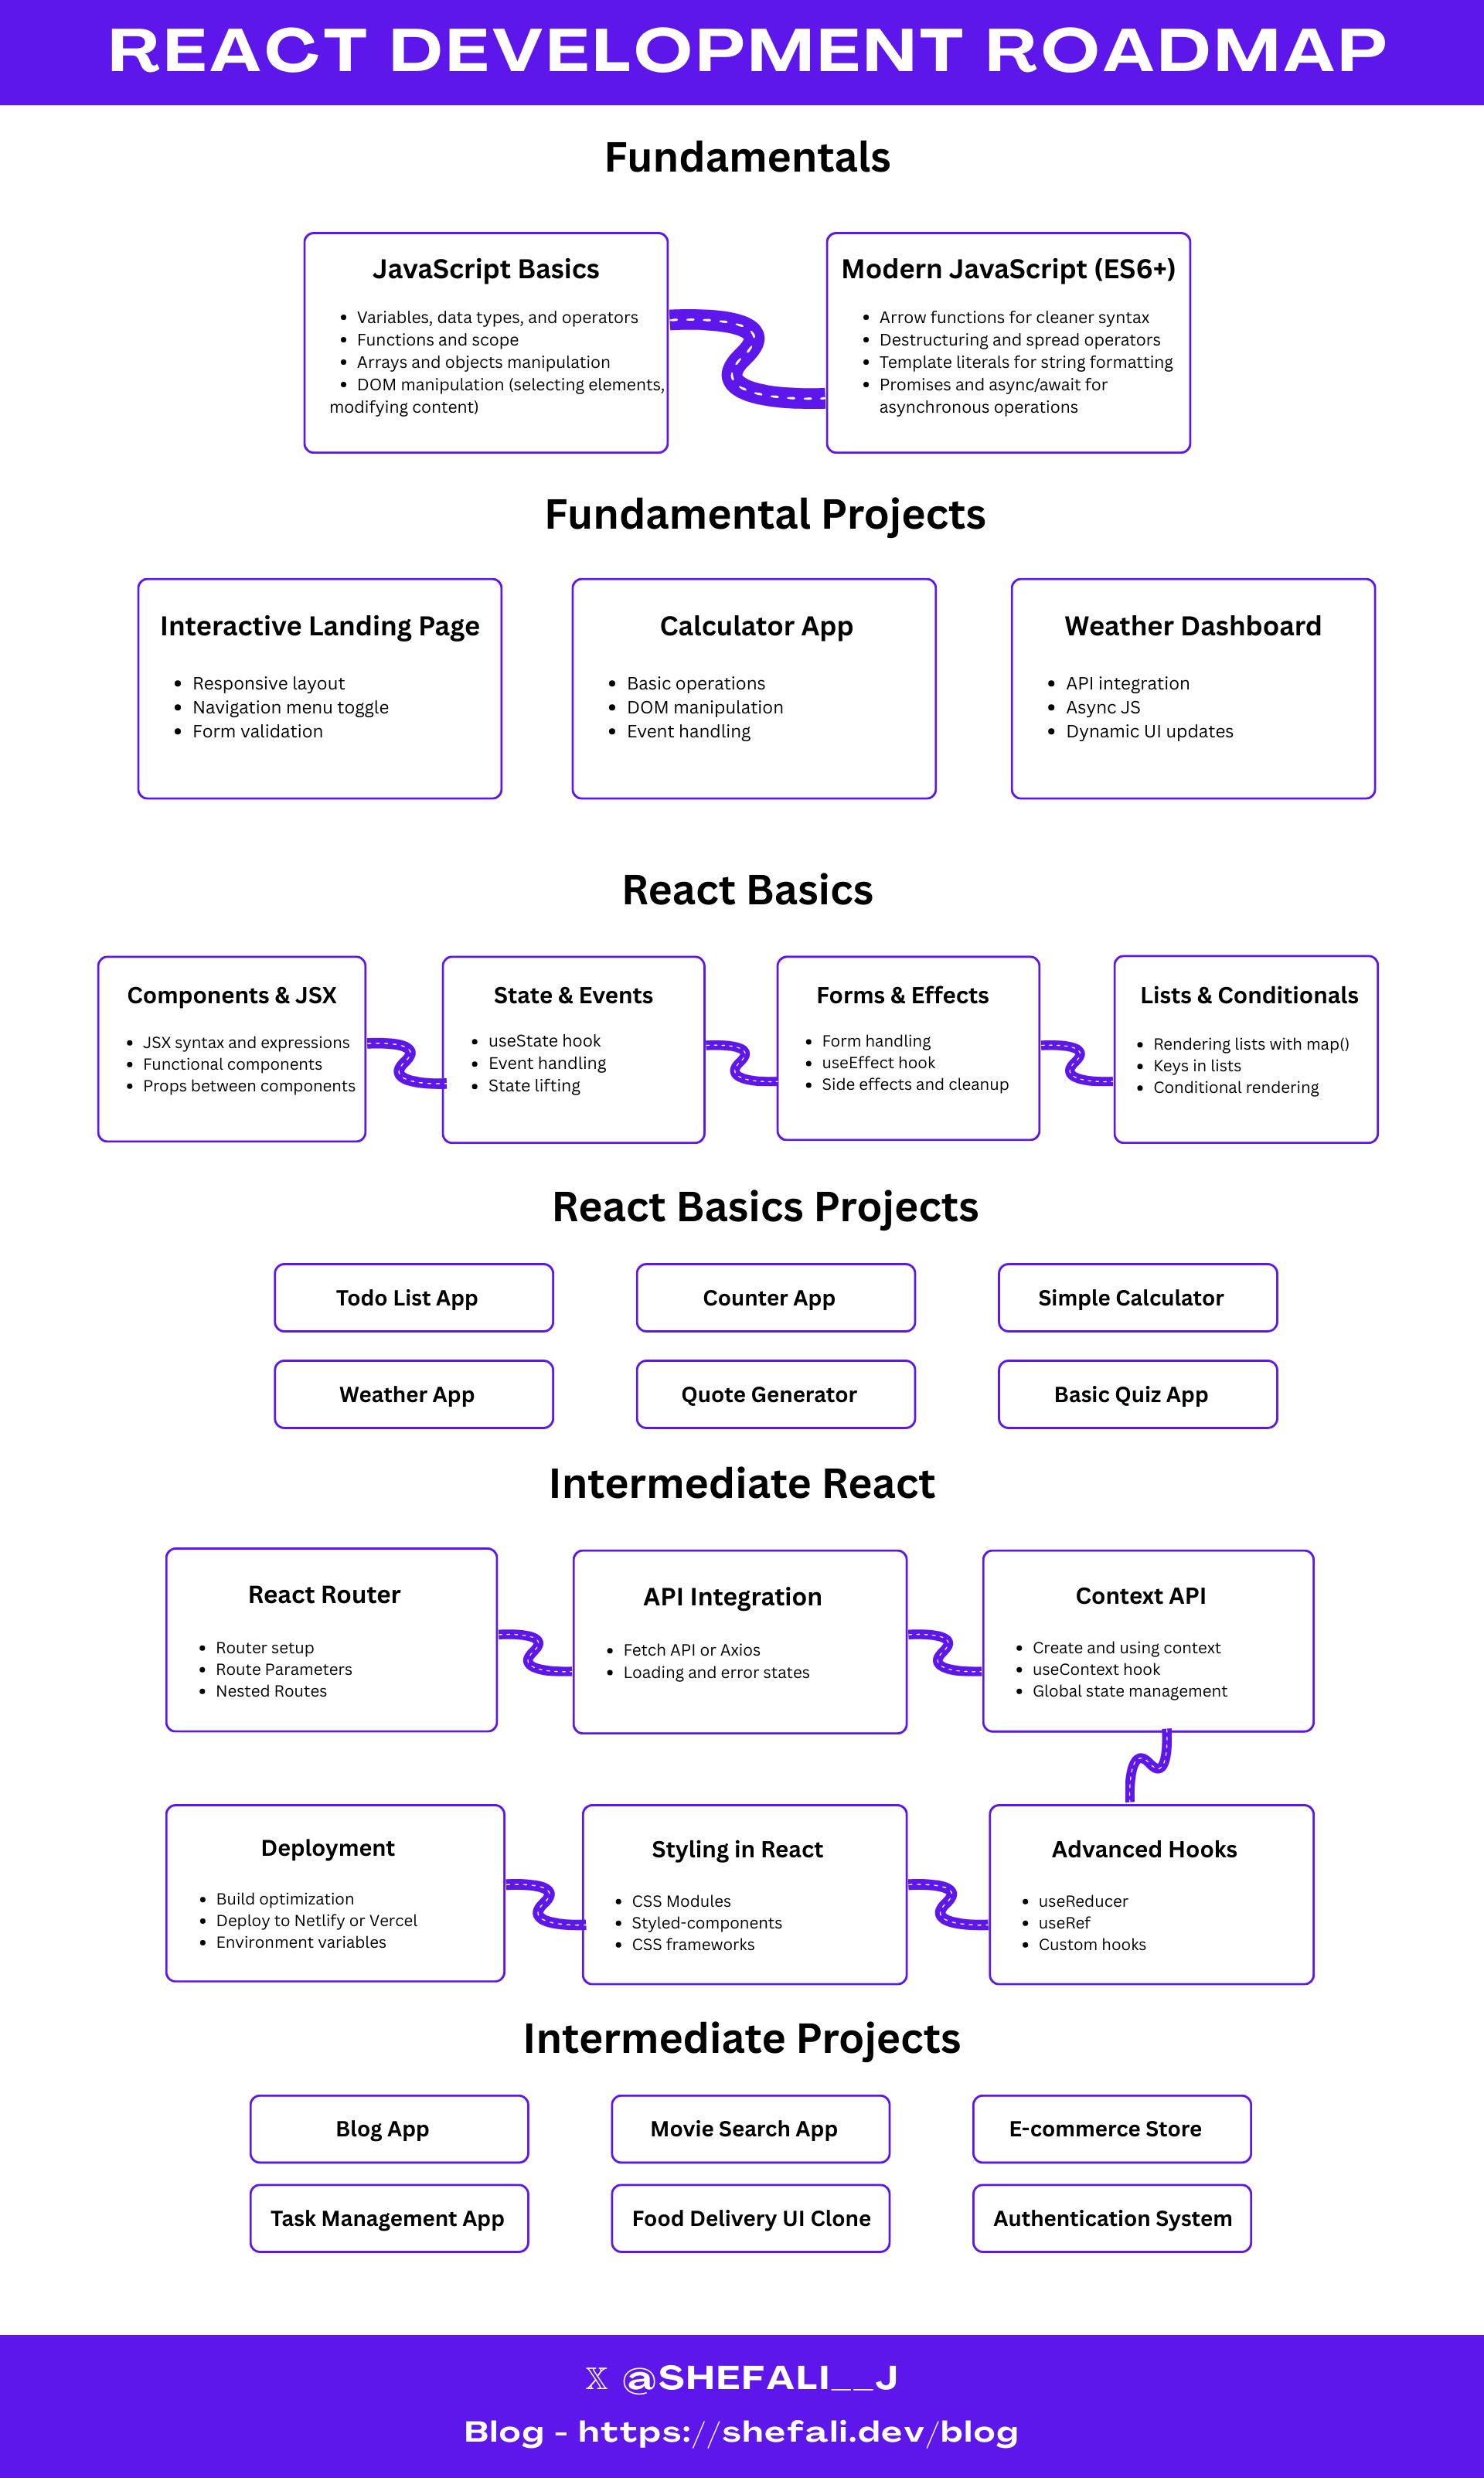 REACT DEVELOPMENT ROADMAP
Fundamentals
JavaScript Basics
• Variables, data types, and operators
• Functions and scope
• Arrays and objects manipulation
• DOM manipulation (selecting elements,
modifying content)
Modern JavaScript (ES6+)
• Arrow functions for cleaner syntax
• Destructuring and spread operators
• Template literals for string formatting
• Promises and async/await for
asynchronous operations
Fundamental Projects
Interactive Landing Page
• Responsive layout
• Navigation menu toggle
• Form validation
Calculator App
• Basic operations
• DOM manipulation
• Event handling
Weather Dashboard
• API integration
• Async JS
• Dynamic UI updates
React Basics
Components & JSX
• JSX syntax and expressions
• Functional components
• Props between components
State & Events
• useState hook
• Event handling
• State lifting
Forms & Effects
• Form handling
• useEffect hook
• Side effects and cleanup
Lists & Conditionals
• Rendering lists with map()
• Keys in lists
• Conditional rendering
React Basics Projects
Todo List App
Counter App
Simple Calculator
Weather App
Quote Generator
Basic Quiz App
Intermediate React
React Router
• Router setup
• Route Parameters
• Nested Routes
API Integration
• Fetch API or Axios
• Loading and error states
Context API
• Create and using context
• useContext hook
• Global state management
Deployment
• Build optimization
• Deploy to Netlify or Vercel
• Environment variables
Styling in React
• CSS Modules
• Styled-components
• CSS frameworks
Advanced Hooks
• useReducer
• useRef
• Custom hooks
Intermediate Projects
Blog App
Movie Search App
E-commerce Store
Task Management App
Food Delivery UI Clone
Authentication System
𝕏 @SHEFALI__J
Blog - https://shefali.dev/blog